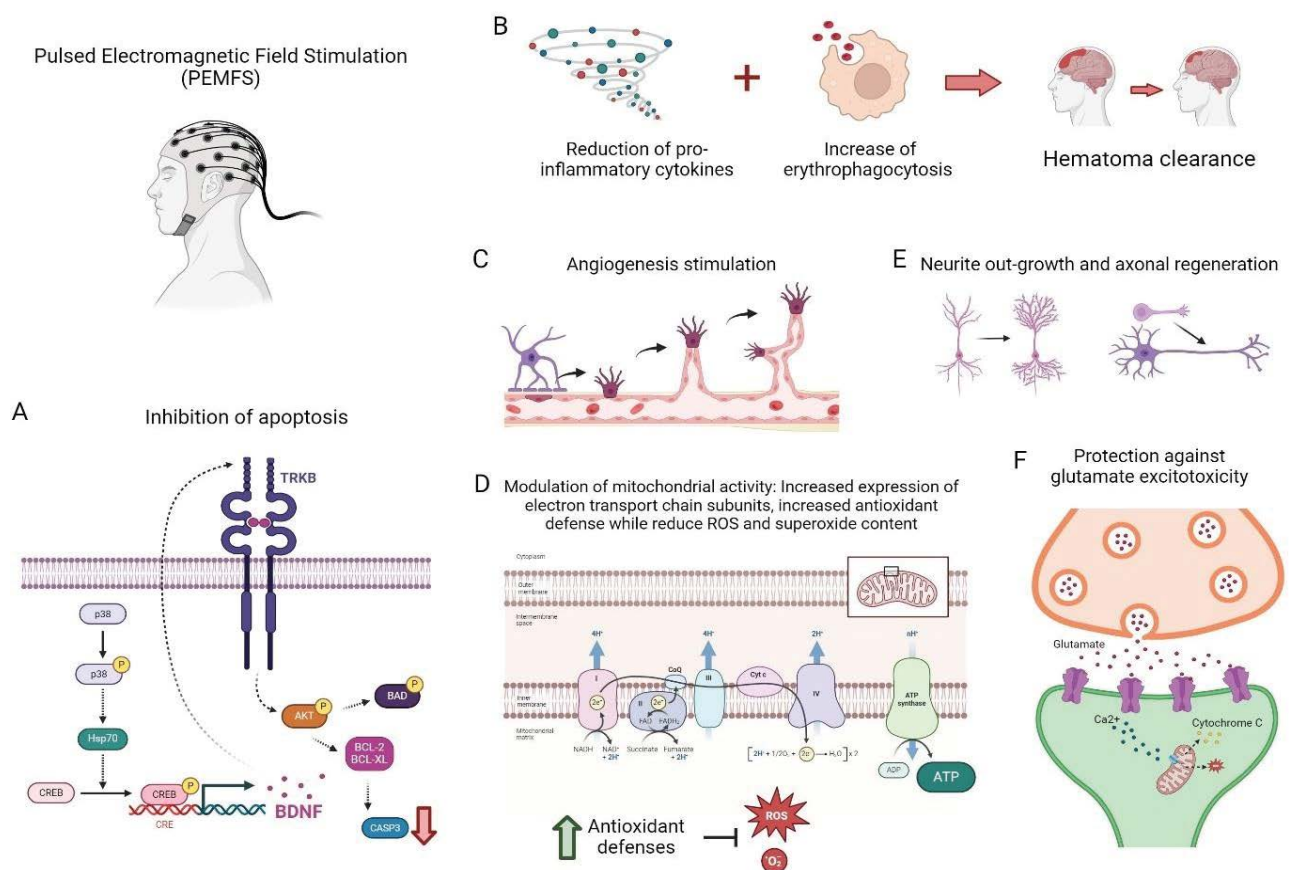 Pulsed Electromagnetic Field Stimulation
(PEMFS)
B
Reduction of pro-
inflammatory cytokines
+
Increase of
erythrophagocytosis
Hematoma clearance
C
Angiogenesis stimulation
E
Neurite out-growth and axonal regeneration
A
Inhibition of apoptosis
TRKB
p38
p38
P
Hsp70
CREB
CREB
P
CRE
BDNF
AKT
P
BAD
P
BCL-2
BCL-XL
CASP3
D
Modulation of mitochondrial activity: Increased expression of
electron transport chain subunits, increased antioxidant
defense while reduce ROS and superoxide content
Cytoplasm
Outer
membrane
Intermembrane
space
4H⁺
4H⁺
2H⁺
nH⁺
CoQ
Cyt c
I
II
III
IV
ATP
synthase
2e⁻
2e⁻
FAD
FADH₂
Inner
membrane
Mitochondrial
matrix
NADH
NAD⁺
+ 2H⁺
Succinate
Fumarate
+ 2H⁺
[ 2H⁺ + 1/2O₂ + 2e⁻ → H₂O ] x 2
ADP
ATP
Antioxidant
defenses
ROS
•O₂⁻
F
Protection against
glutamate excitotoxicity
Glutamate
Ca2+
Cytochrome C